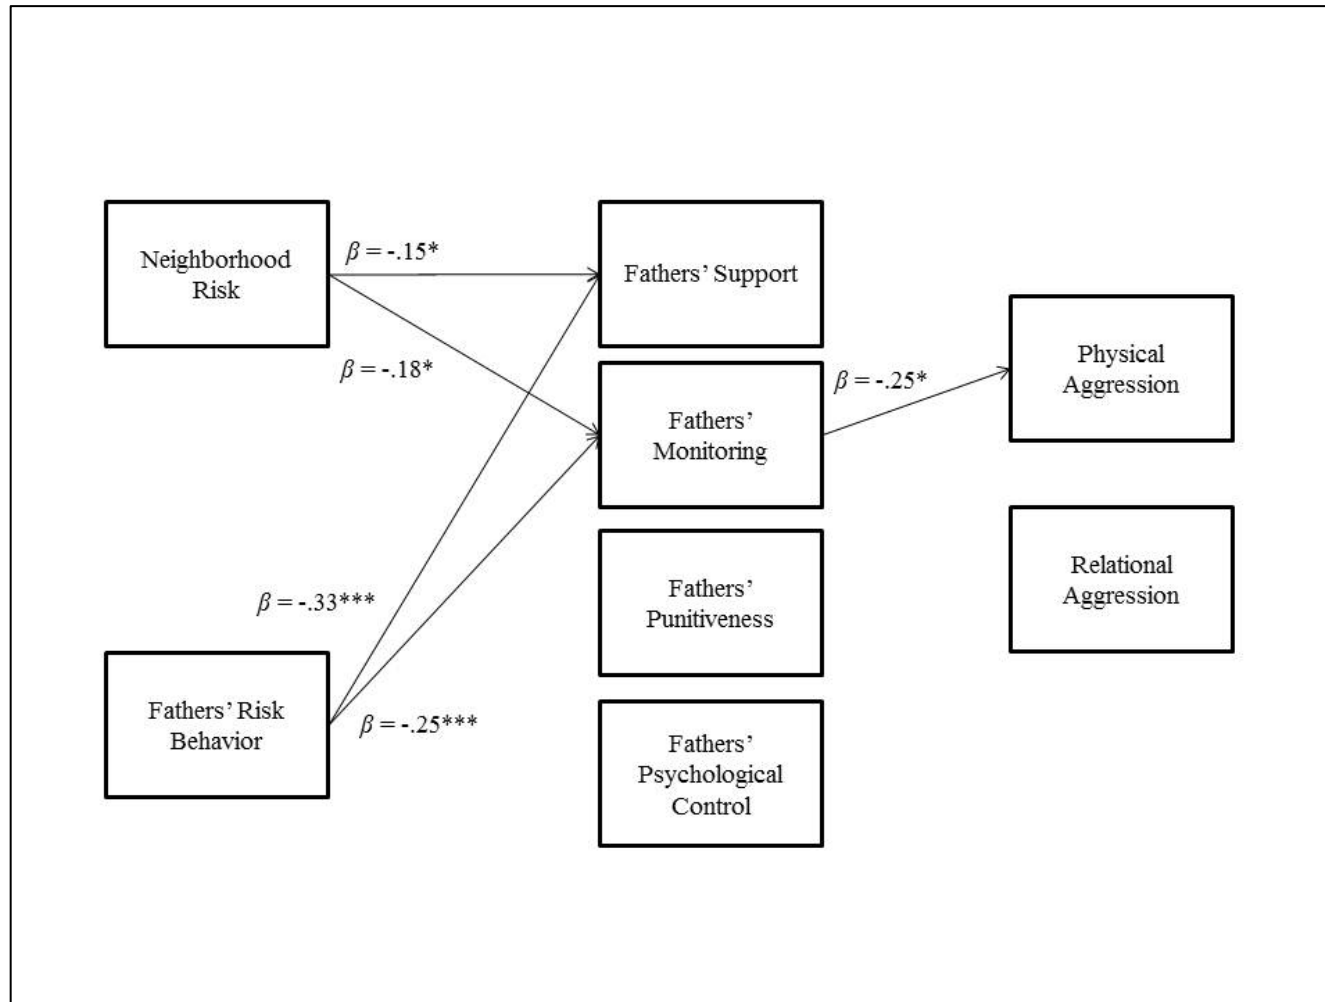 Neighborhood
Risk
β = -.15*
Fathers’ Support
β = -.18*
Fathers’
Monitoring
β = -.25*
Physical
Aggression
Fathers’
Punitiveness
Relational
Aggression
β = -.33***
Fathers’ Risk
Behavior
β = -.25***
Fathers’
Psychological
Control